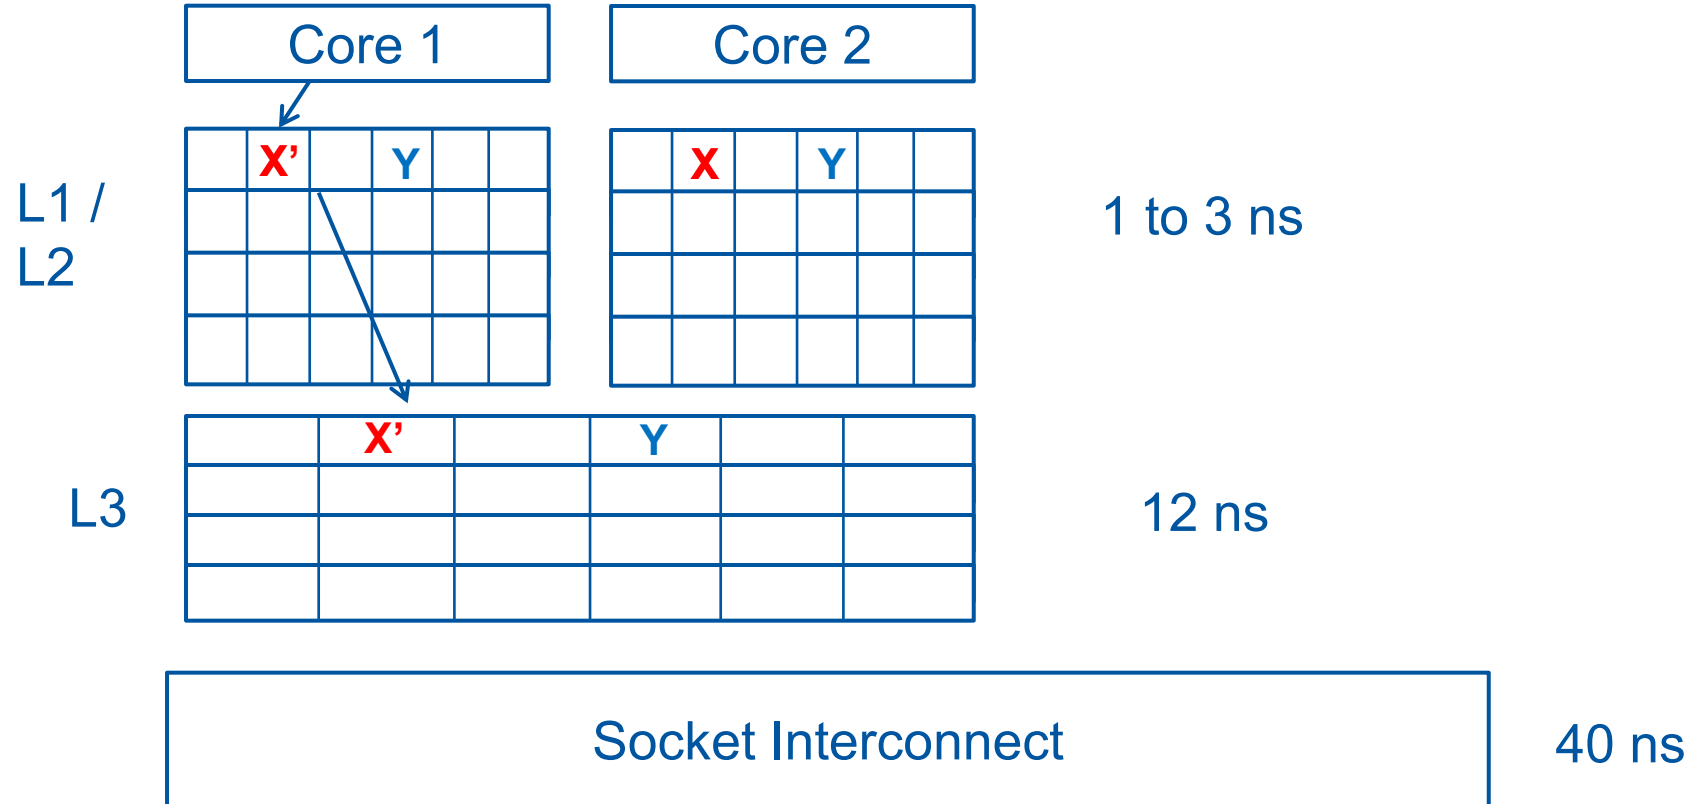 Core 1
Core 2
L1 /
L2
X’
Y
X
Y
1 to 3 ns
L3
X’
Y
12 ns
Socket Interconnect
40 ns